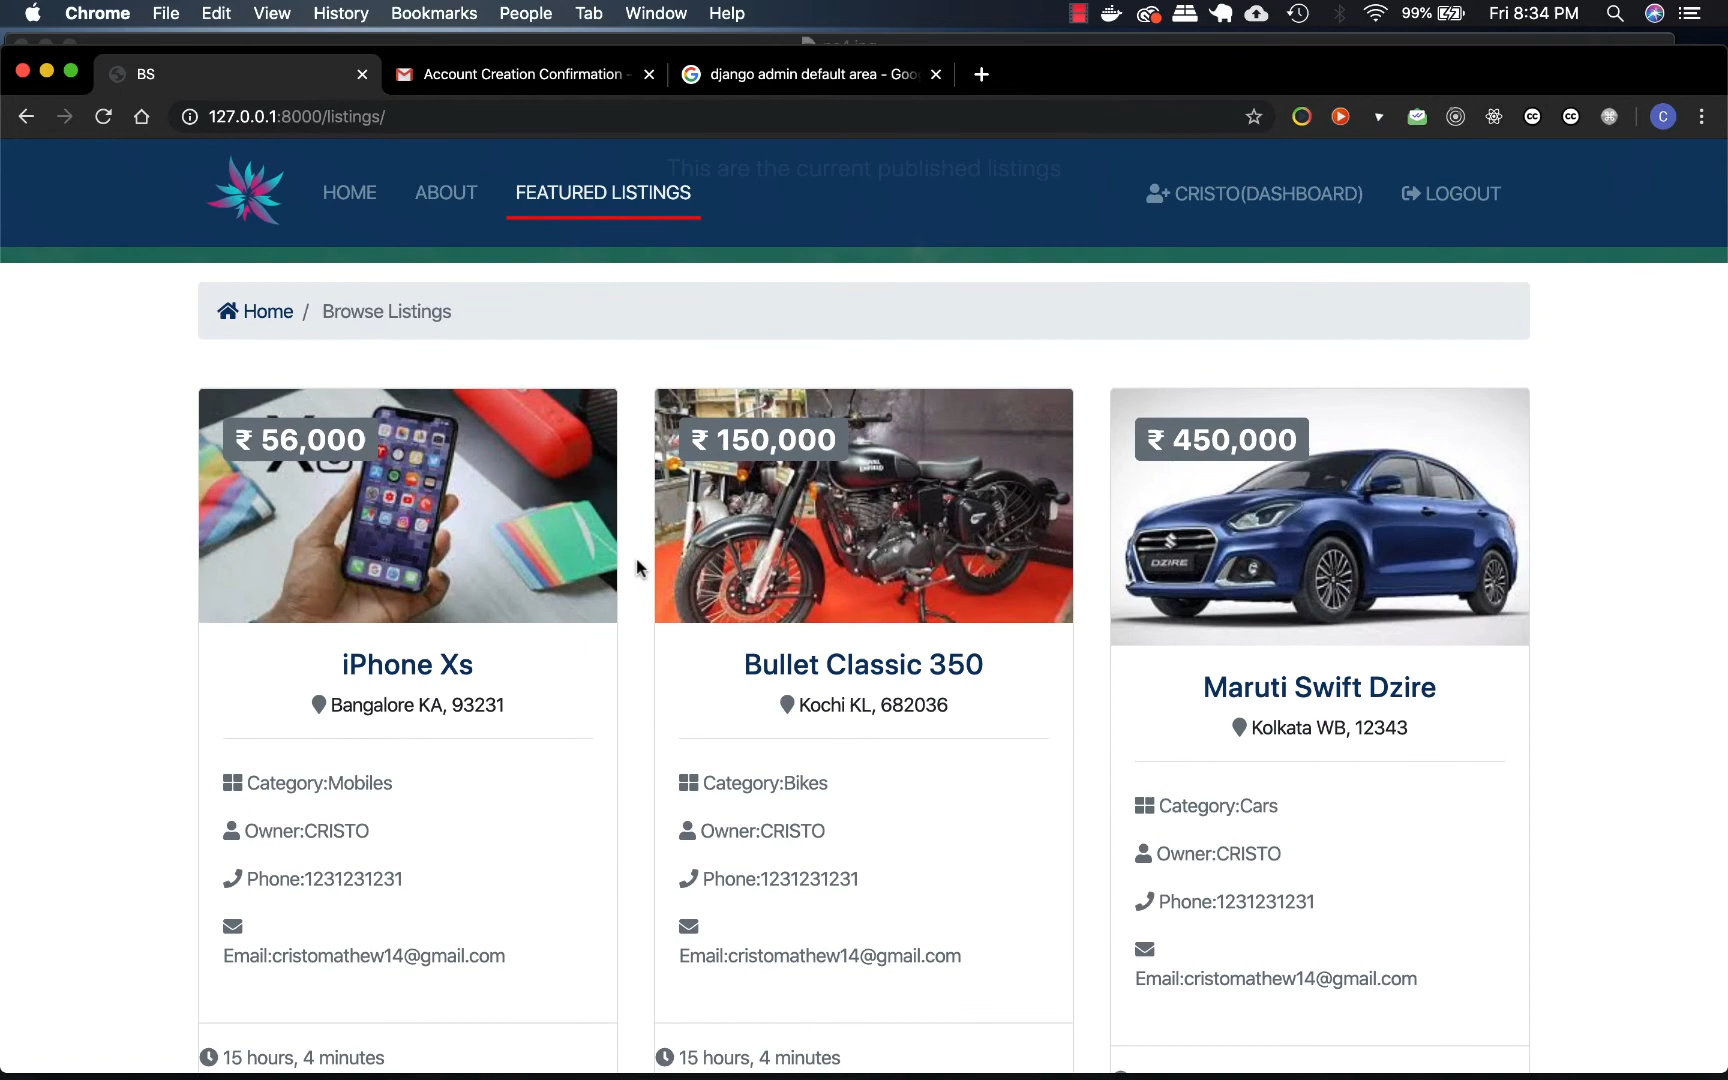 Chrome File Edit View History Bookmarks People Tab Window Help 99% Fri 8:34 PM
BS Account Creation Confirmation - django admin default area - Goo
127.0.0.1:8000/listings/ C
This are the current published listings
HOME ABOUT FEATURED LISTINGS CRISTO(DASHBOARD) LOGOUT
Home / Browse Listings
₹ 56,000
iPhone Xs
Bangalore KA, 93231
Category:Mobiles
Owner:CRISTO
Phone:1231231231
Email:cristomathew14@gmail.com
15 hours, 4 minutes
₹ 150,000
Bullet Classic 350
Kochi KL, 682036
Category:Bikes
Owner:CRISTO
Phone:1231231231
Email:cristomathew14@gmail.com
15 hours, 4 minutes
₹ 450,000
DZIRE
Maruti Swift Dzire
Kolkata WB, 12343
Category:Cars
Owner:CRISTO
Phone:1231231231
Email:cristomathew14@gmail.com